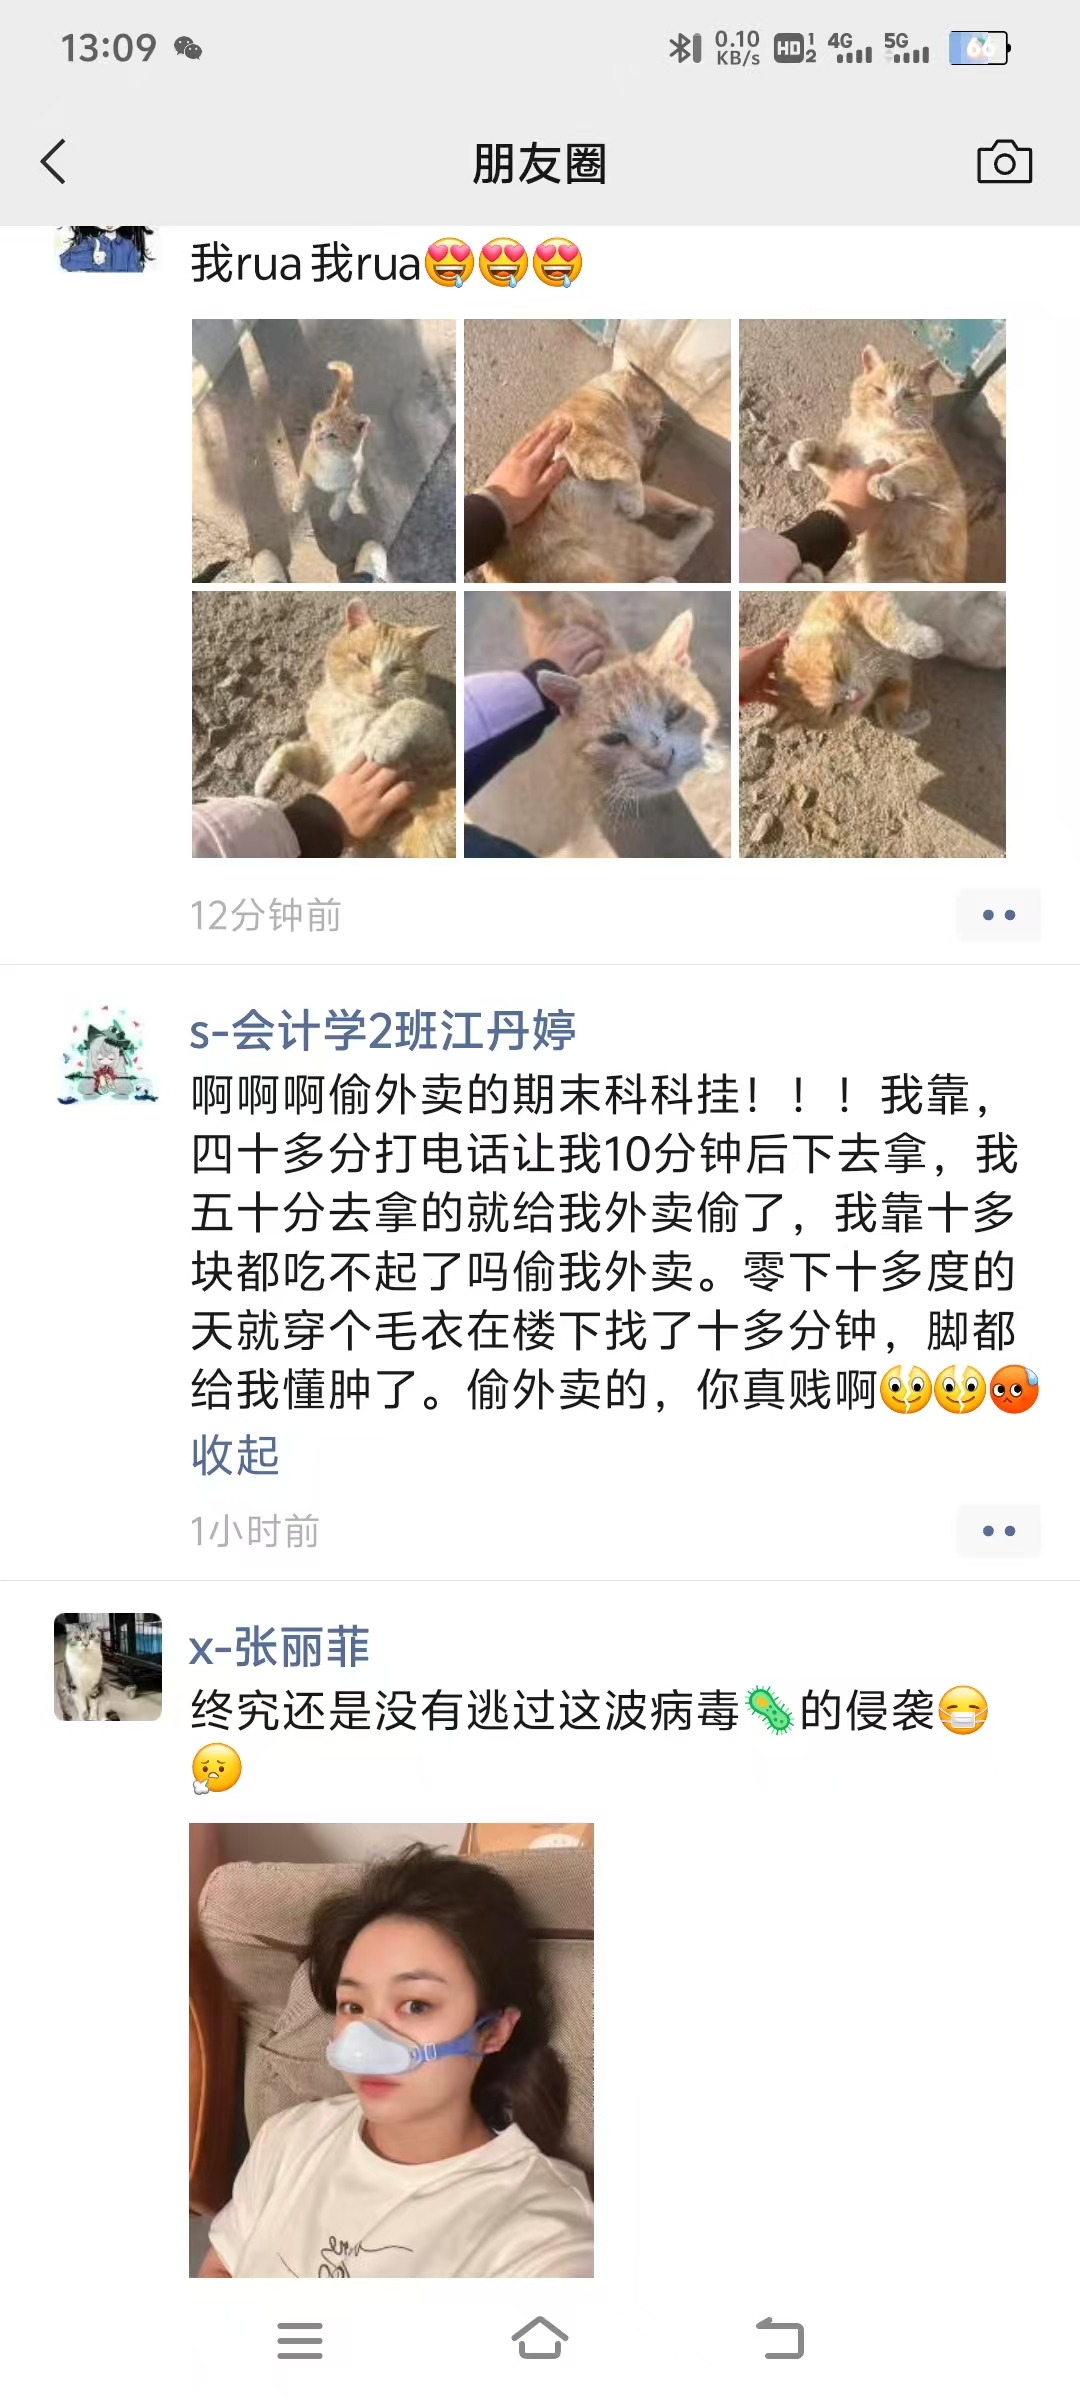 13:09
0.10
KB/s
HD
1
2
4G
5G
66
朋友圈
我rua我rua🤤🤤🤤
12分钟前
s-会计学2班江丹婷
啊啊啊偷外卖的期末科科挂！！！我靠，
四十多分打电话让我10分钟后下去拿，我
五十分去拿的就给我外卖偷了，我靠十多
块都吃不起了吗偷我外卖。零下十多度的
天就穿个毛衣在楼下找了十多分钟，脚都
给我懂肿了。偷外卖的，你真贱啊
收起
1小时前
x-张丽菲
终究还是没有逃过这波病毒🦠的侵袭😷
😮‍💨